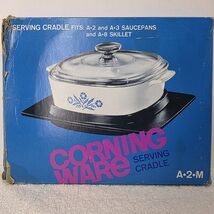 SERVING CRADLE FITS: A-2 and A-3 SAUCEPANS
and A-8 SKILLET
CORNING
WARE
SERVING
CRADLE
A-2-M